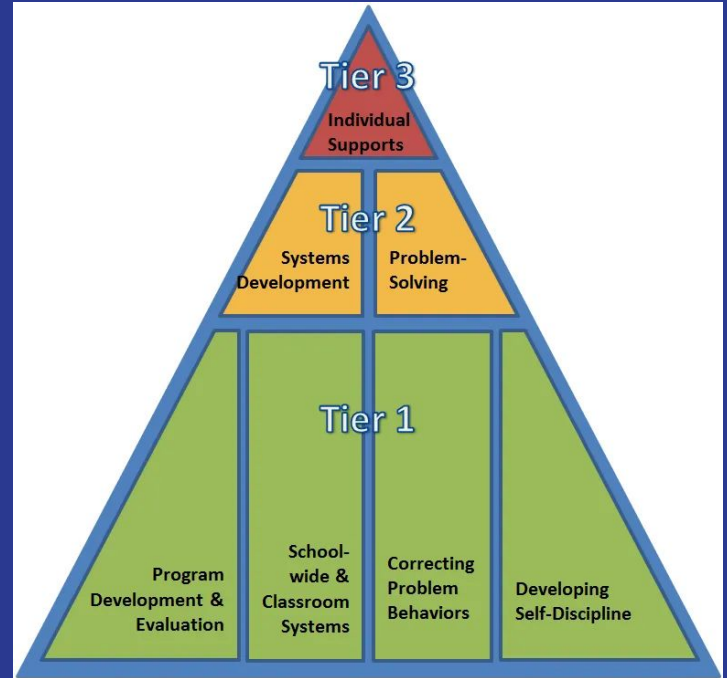 Tier 3
Individual
Supports
Tier 2
Systems
Development
Problem-
Solving
Tier 1
Program
Development &
Evaluation
School-
wide &
Classroom
Systems
Correcting
Problem
Behaviors
Developing
Self-Discipline